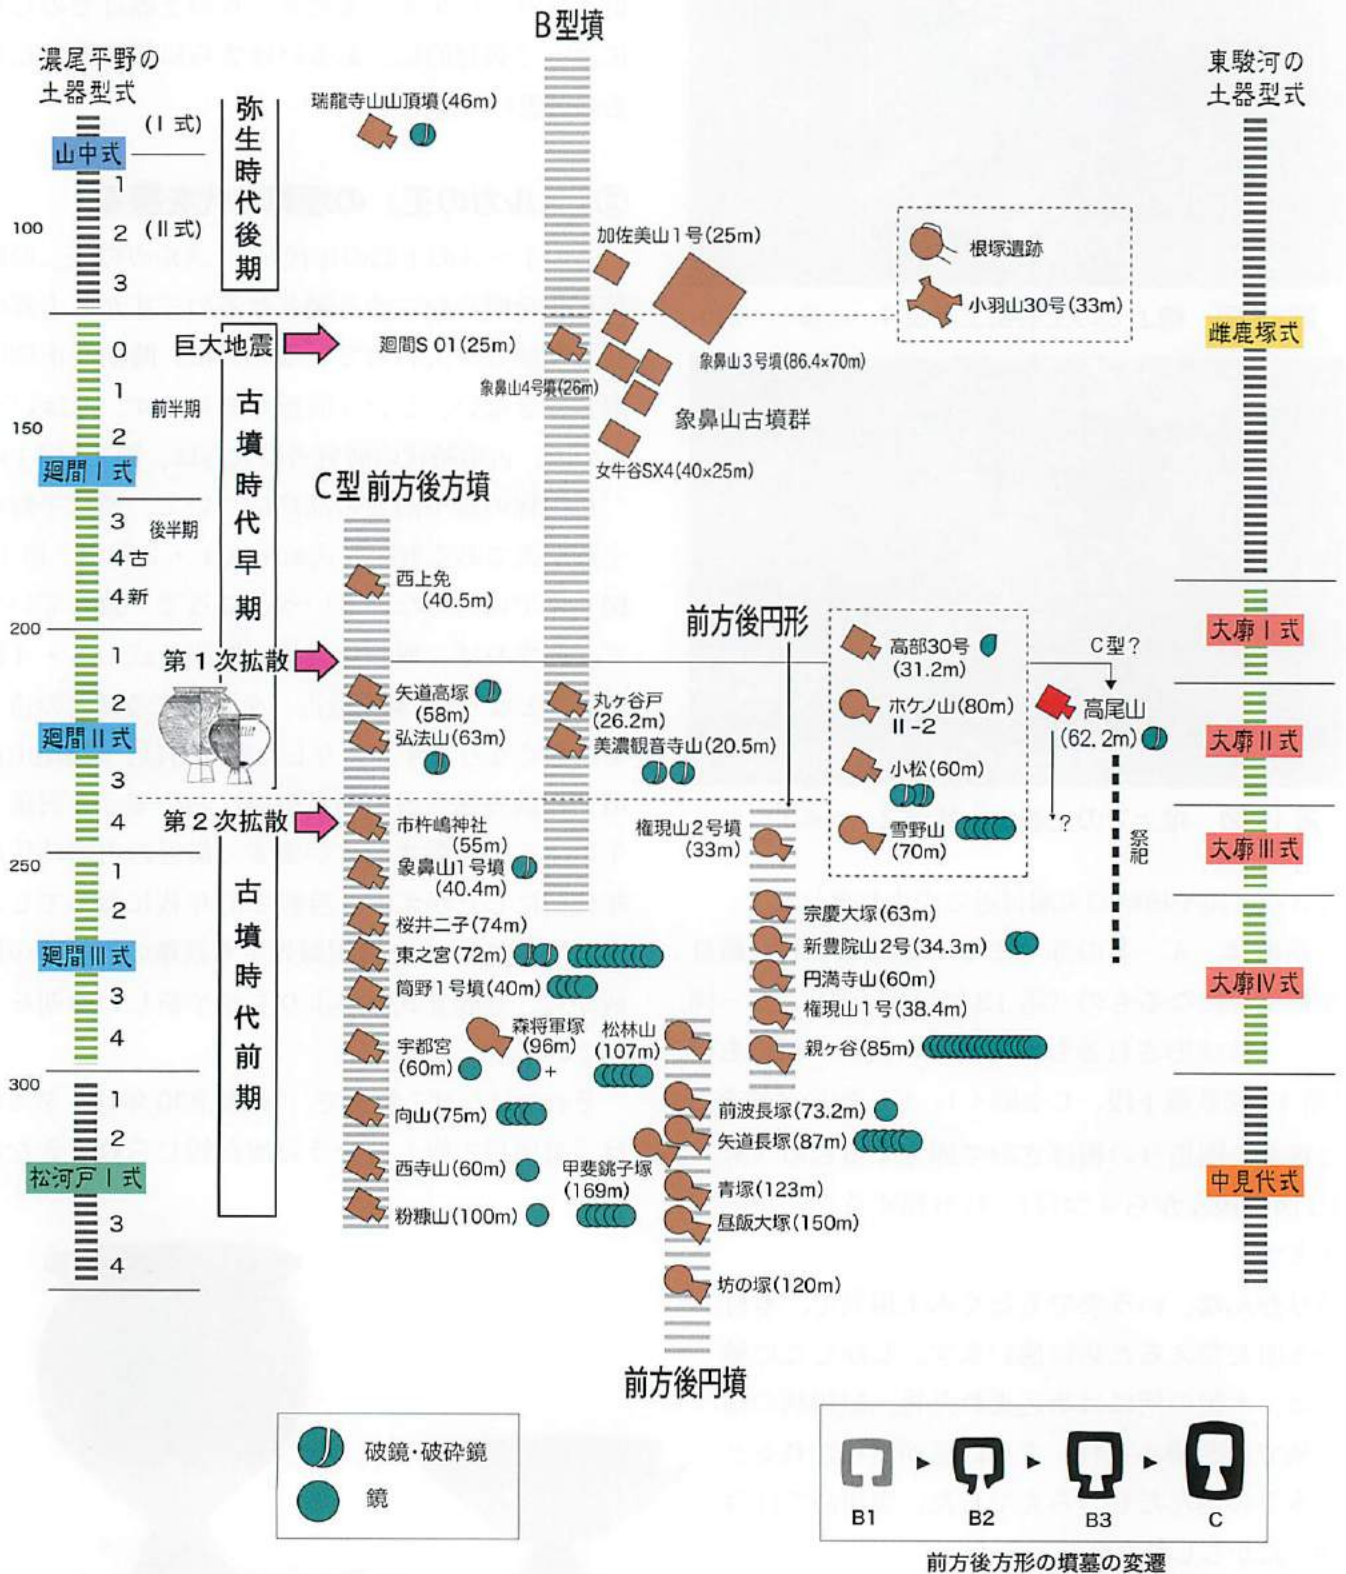 B型墳
濃尾平野の
土器型式
東駿河の
土器型式
弥生時代後期
(I 式)
山中式
1
100
2
(II式)
3
瑞龍寺山山頂墳(46m)
加佐美山1号(25m)
根塚遺跡
小羽山30号(33m)
雌鹿塚式
0
巨大地震
廻間S 01(25m)
象鼻山3号墳(86.4×70m)
1
前半期
古墳時代早期
象鼻山4号墳(26m)
象鼻山古墳群
150
2
廻間I式
女牛谷SX4(40×25m)
C型 前方後方墳
3
後半期
4古
4新
西上免
(40.5m)
200
前方後円形
大廓I式
1
第1次拡散
高部30号
(31.2m)
C型?
2
矢道高塚
(58m)
丸ヶ谷戸
(26.2m)
ホケノ山(80m)
II-2
高尾山
(62.2m)
廻間II式
弘法山(63m)
美濃観音寺山(20.5m)
大廓II式
3
小松(60m)
4
第2次拡散
市杵嶋神社
(55m)
権現山2号墳
(33m)
雪野山
(70m)
?
祭祀
大廓III式
250
1
象鼻山1号墳
(40.4m)
古墳時代前期
2
桜井二子(74m)
宗慶大塚(63m)
廻間III式
東之宮(72m)
新豊院山2号(34.3m)
3
筒野1号墳(40m)
円満寺山(60m)
大廓IV式
権現山1号(38.4m)
4
宇都宮
(60m)
森将軍塚
(96m)
+
松林山
(107m)
親ヶ谷(85m)
300
1
向山(75m)
前波長塚(73.2m)
2
矢道長塚(87m)
松河戸I式
西寺山(60m)
甲斐銚子塚
(169m)
青塚(123m)
中見代式
3
粉糠山(100m)
昼飯大塚(150m)
4
坊の塚(120m)
前方後円墳
破鏡・破砕鏡
鏡
B1
B2
B3
C
前方後方形の墳墓の変遷